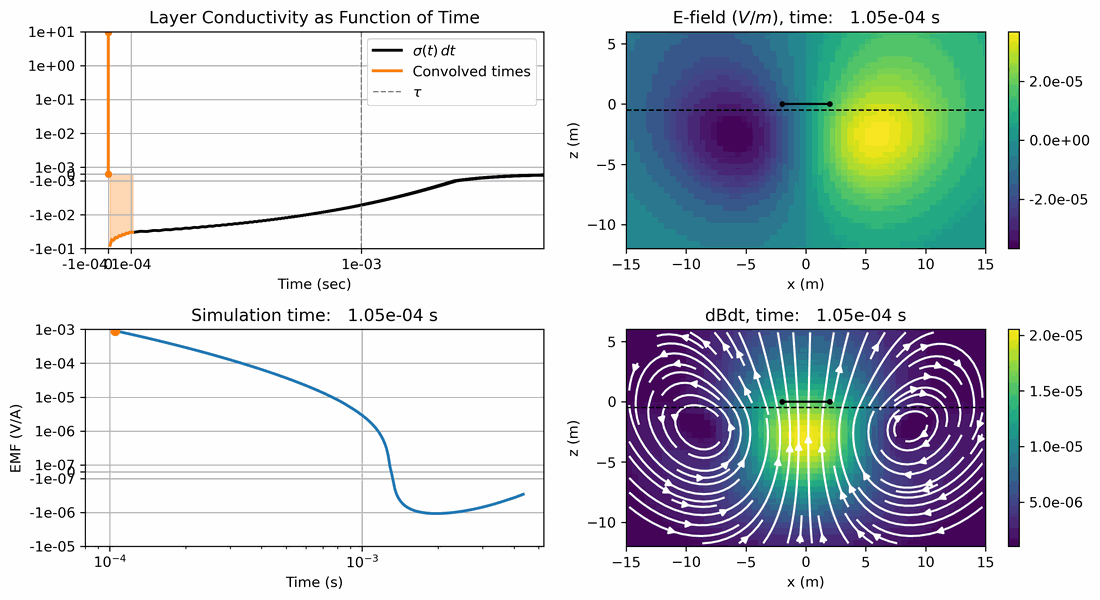 Layer Conductivity as Function of Time
1e+01
1e+00
1e-01
1e-02
1e-03
0
-1e-03
-1e-02
-1e-01
σ(t) dt
Convolved times
τ
-1e-04
0
1e-04
1e-03
Time (sec)
E-field (V/m), time:   1.05e-04 s
z (m)
5
0
−5
−10
−15
−10
−5
0
5
10
15
x (m)
2.0e-05
0.0e+00
-2.0e-05
Simulation time:   1.05e-04 s
EMF (V/A)
1e-03
1e-04
1e-05
1e-06
1e-07
0
-1e-07
-1e-06
-1e-05
10⁻⁴
10⁻³
Time (s)
dBdt, time:   1.05e-04 s
z (m)
5
0
−5
−10
−15
−10
−5
0
5
10
15
x (m)
2.0e-05
1.5e-05
1.0e-05
5.0e-06